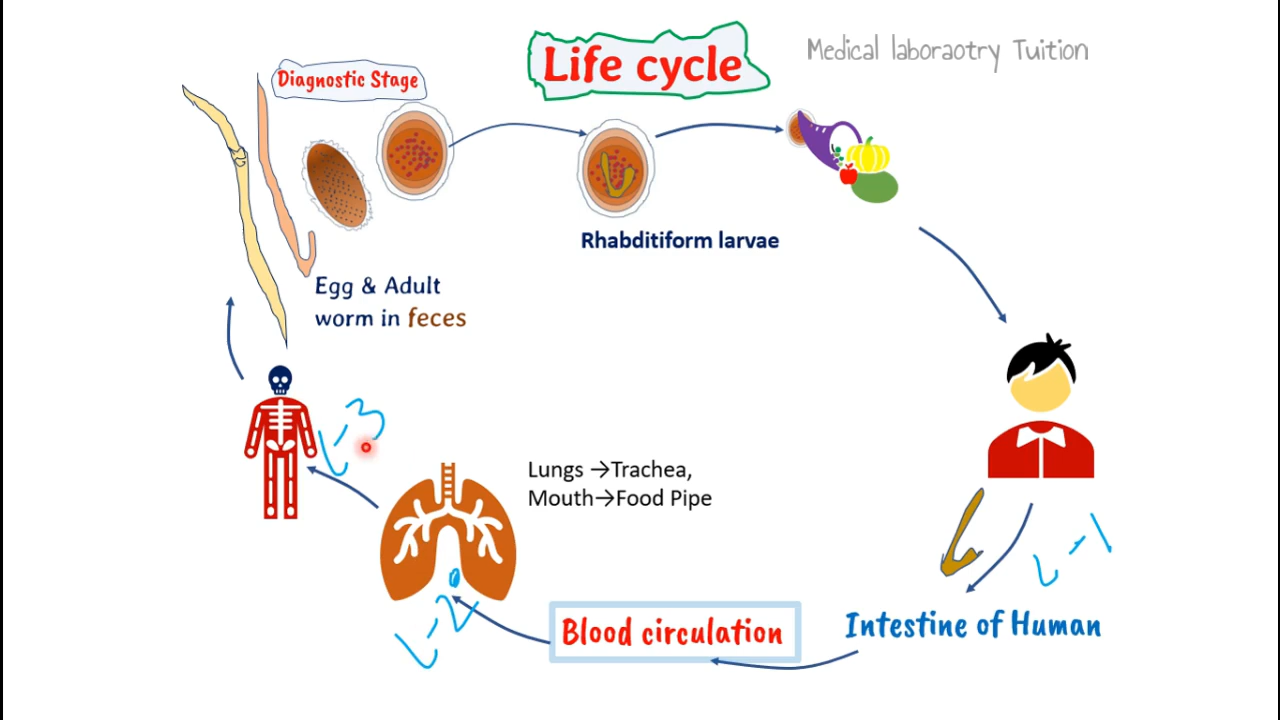 Life cycle
Medical laboraotry Tuition
Diagnostic Stage
Rhabditiform larvae
Egg & Adult
worm in feces
L-3
Lungs →Trachea,
Mouth→Food Pipe
L-1
L-2
Blood circulation
Intestine of Human